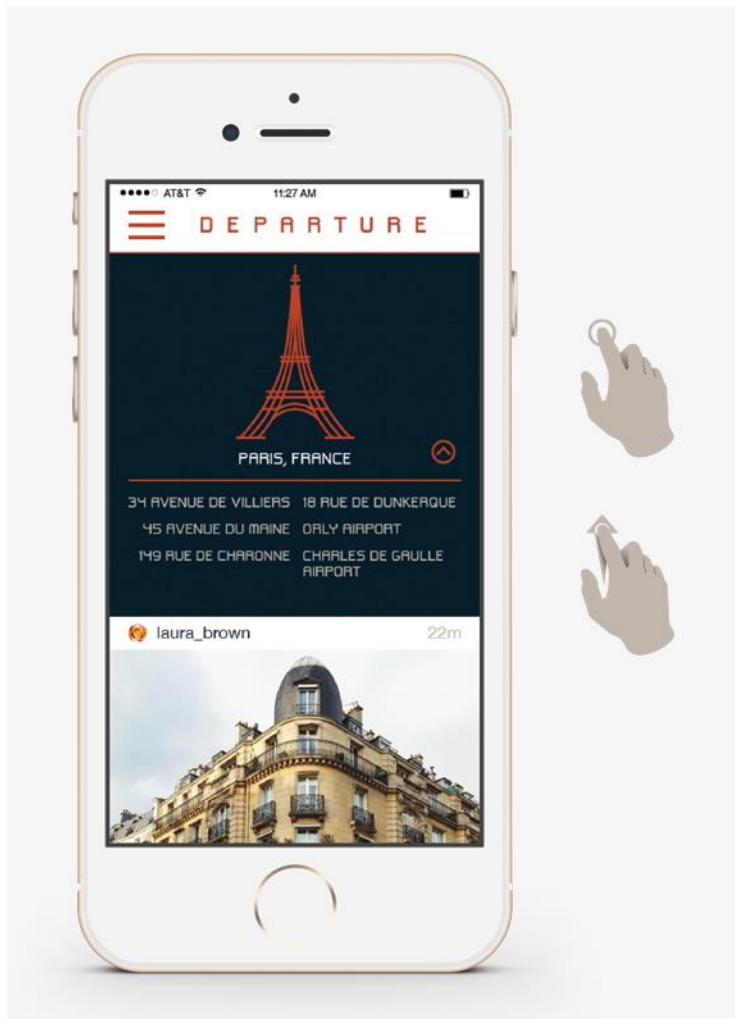 AT&T 11:27 AM
DEPARTURE
PARIS, FRANCE
34 AVENUE DE VILLIERS 18 RUE DE DUNKERQUE
45 AVENUE DU MAINE ORLY AIRPORT
149 RUE DE CHARONNE CHARLES DE GAULLE
AIRPORT
laura_brown 22m